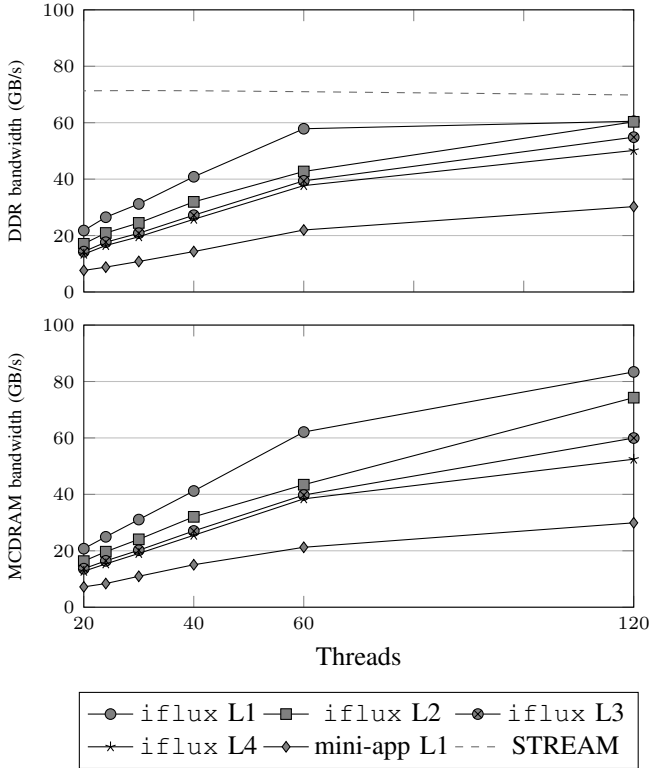 100
80
60
40
20
0
DDR bandwidth (GB/s)
100
80
60
40
20
0
MCDRAM bandwidth (GB/s)
20 40 60 120
Threads
iflux L1 iflux L2 iflux L3
iflux L4 mini-app L1 STREAM